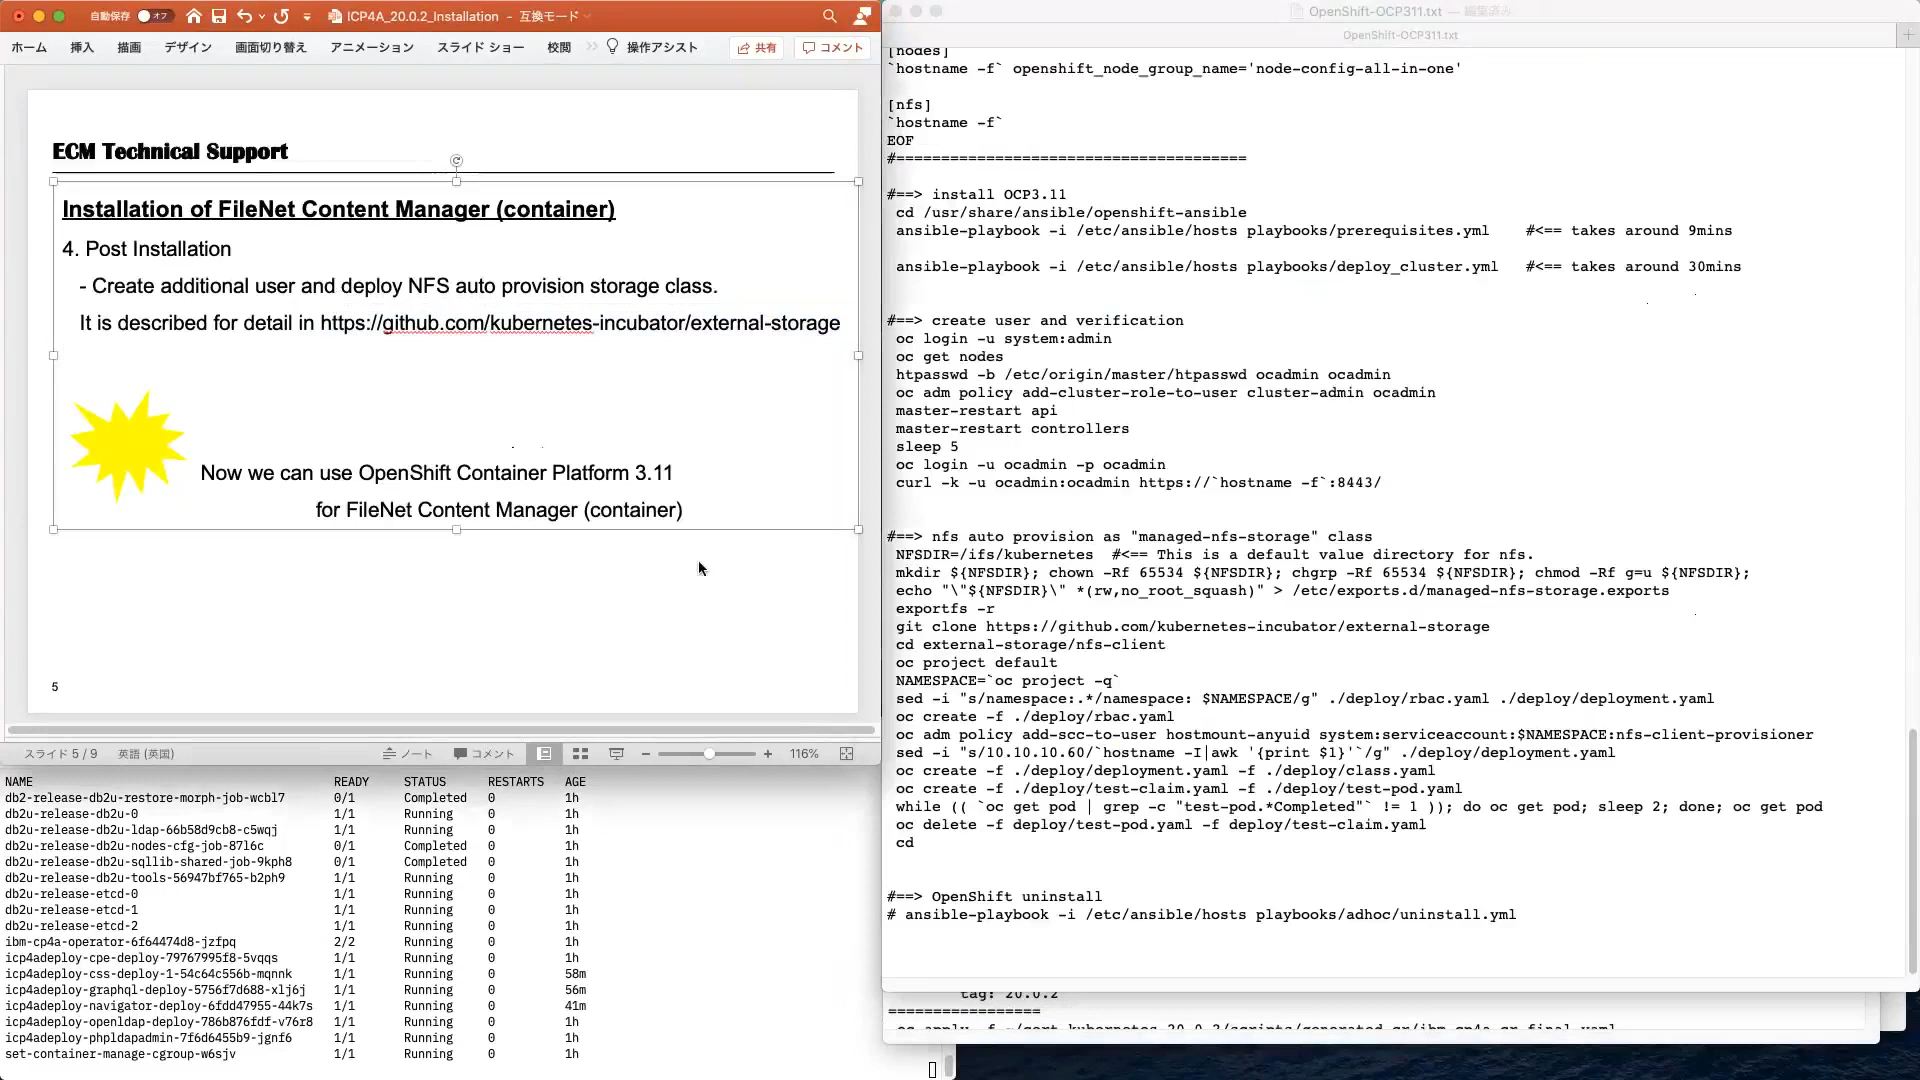 自動保存 オフ
ICP4A_20.0.2_Installation - 互換モード
ホーム 挿入 描画 デザイン 画面切り替え アニメーション スライド ショー 校閲 操作アシスト 共有 コメント
ECM Technical Support
Installation of FileNet Content Manager (container)
4. Post Installation
- Create additional user and deploy NFS auto provision storage class.
It is described for detail in https://github.com/kubernetes-incubator/external-storage
Now we can use OpenShift Container Platform 3.11
for FileNet Content Manager (container)
5
スライド 5 / 9 英語 (英国) ノート コメント 116%
NAME READY STATUS RESTARTS AGE
db2-release-db2u-restore-morph-job-wcbl7 0/1 Completed 0 1h
db2u-release-db2u-0 1/1 Running 0 1h
db2u-release-db2u-ldap-66b58d9cb8-c5wqj 1/1 Running 0 1h
db2u-release-db2u-nodes-cfg-job-87l6c 0/1 Completed 0 1h
db2u-release-db2u-sqllib-shared-job-9kph8 0/1 Completed 0 1h
db2u-release-db2u-tools-56947bf765-b2ph9 1/1 Running 0 1h
db2u-release-etcd-0 1/1 Running 0 1h
db2u-release-etcd-1 1/1 Running 0 1h
db2u-release-etcd-2 1/1 Running 0 1h
ibm-cp4a-operator-6f64474d8-jzfpq 2/2 Running 0 1h
icp4adeploy-cpe-deploy-79767995f8-5vqqs 1/1 Running 0 1h
icp4adeploy-css-deploy-1-54c64c556b-mqnnk 1/1 Running 0 58m
icp4adeploy-graphql-deploy-5756f7d688-xlj6j 1/1 Running 0 56m
icp4adeploy-navigator-deploy-6fdd47955-44k7s 1/1 Running 0 41m
icp4adeploy-openldap-deploy-786b876fdf-v76r8 1/1 Running 0 1h
icp4adeploy-phpldapadmin-7f6d6455b9-jgnf6 1/1 Running 0 1h
set-container-manage-cgroup-w6sjv 1/1 Running 0 1h
OpenShift-OCP311.txt — 編集済み
OpenShift-OCP311.txt
[nodes]
`hostname -f` openshift_node_group_name='node-config-all-in-one'
[nfs]
`hostname -f`
EOF
#=======================================
#==> install OCP3.11
cd /usr/share/ansible/openshift-ansible
ansible-playbook -i /etc/ansible/hosts playbooks/prerequisites.yml #<== takes around 9mins
ansible-playbook -i /etc/ansible/hosts playbooks/deploy_cluster.yml #<== takes around 30mins
#==> create user and verification
oc login -u system:admin
oc get nodes
htpasswd -b /etc/origin/master/htpasswd ocadmin ocadmin
oc adm policy add-cluster-role-to-user cluster-admin ocadmin
master-restart api
master-restart controllers
sleep 5
oc login -u ocadmin -p ocadmin
curl -k -u ocadmin:ocadmin https://`hostname -f`:8443/
#==> nfs auto provision as "managed-nfs-storage" class
NFSDIR=/ifs/kubernetes #<== This is a default value directory for nfs.
mkdir ${NFSDIR}; chown -Rf 65534 ${NFSDIR}; chgrp -Rf 65534 ${NFSDIR}; chmod -Rf g=u ${NFSDIR};
echo "\"${NFSDIR}\" *(rw,no_root_squash)" > /etc/exports.d/managed-nfs-storage.exports
exportfs -r
git clone https://github.com/kubernetes-incubator/external-storage
cd external-storage/nfs-client
oc project default
NAMESPACE=`oc project -q`
sed -i "s/namespace:.*/namespace: $NAMESPACE/g" ./deploy/rbac.yaml ./deploy/deployment.yaml
oc create -f ./deploy/rbac.yaml
oc adm policy add-scc-to-user hostmount-anyuid system:serviceaccount:$NAMESPACE:nfs-client-provisioner
sed -i "s/10.10.10.60/`hostname -I|awk '{print $1}'`/g" ./deploy/deployment.yaml
oc create -f ./deploy/deployment.yaml -f ./deploy/class.yaml
oc create -f ./deploy/test-claim.yaml -f ./deploy/test-pod.yaml
while (( `oc get pod | grep -c "test-pod.*Completed"` != 1 )); do oc get pod; sleep 2; done; oc get pod
oc delete -f deploy/test-pod.yaml -f deploy/test-claim.yaml
cd
#==> OpenShift uninstall
# ansible-playbook -i /etc/ansible/hosts playbooks/adhoc/uninstall.yml
tag: 20.0.2
=================